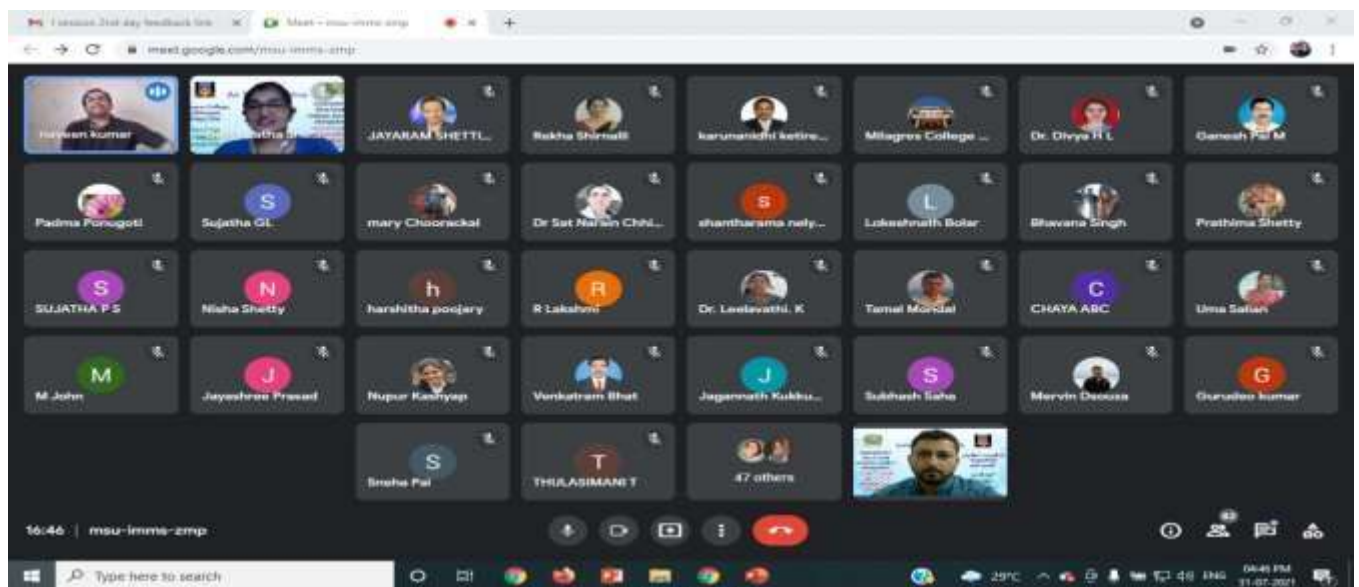 I session 2nd day feedback link
Meet – msu-imms-zmp
meet.google.com/msu-imms-zmp
naveen kumar
JAYARAM SHETTI...
Rekha Shirnalli
karunanidhi ketire...
Milagres College ...
Dr. Divya H L
Ganesh Pai M
Padma Ponugoti
S
Sujatha GL
mary Choorackal
Dr Sat Narain Chhi...
s
shantharama nely...
L
Lokeshnath Bolar
Bhavana Singh
Prathima Shetty
S
SUJATHA P S
N
Nisha Shetty
h
harshitha poojary
R
R Lakshmi
Dr. Leelavathi. K
Tamal Mondal
C
CHAYA ABC
Uma Salian
M
M John
J
Jayashree Prasad
Nupur Kashyap
Venkatram Bhat
J
Jagannath Kukku...
S
Subhash Saha
Mervin Dsouza
G
Gurudeo kumar
S
Sneha Pai
T
THULASIMANI T
47 others
16:46 | msu-imms-zmp
Type here to search
29°C
ENG
04:46 PM